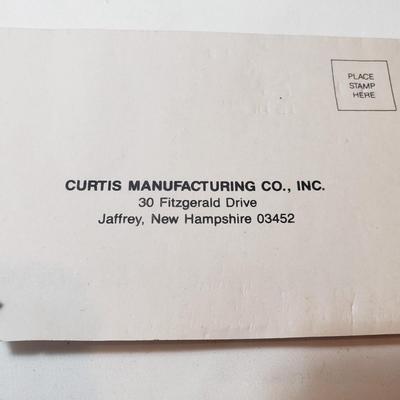 PLACE
STAMP
HERE
CURTIS MANUFACTURING CO., INC.
30 Fitzgerald Drive
Jaffrey, New Hampshire 03452